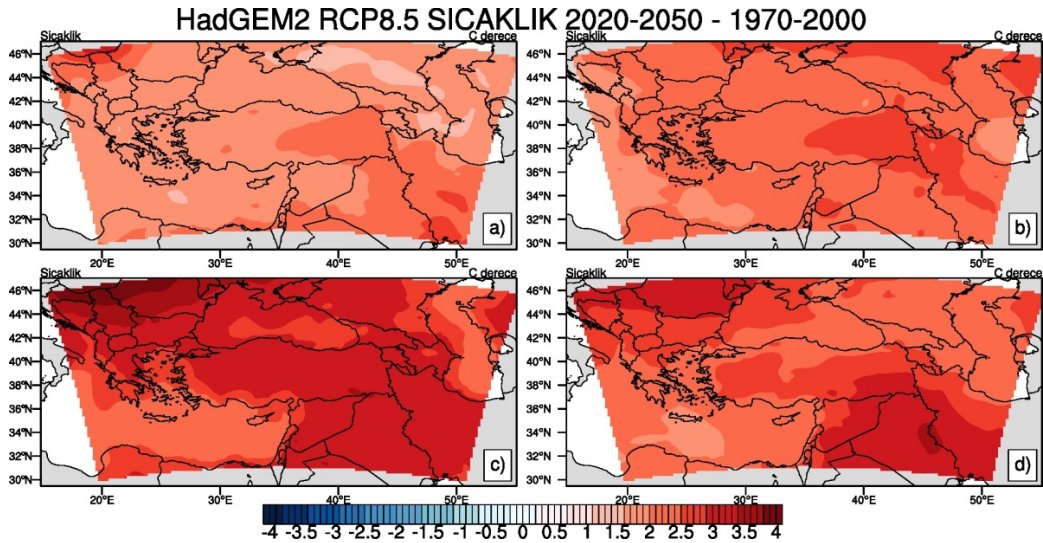 HadGEM2 RCP8.5 SICAKLIK 2020-2050 - 1970-2000
Sicaklik C derece Sicaklik C derece
46°N 46°N
44°N 44°N
42°N 42°N
40°N 40°N
38°N 38°N
36°N 36°N
34°N 34°N
32°N a) 32°N b)
30°N 30°N
20°E 30°E 40°E 50°E 20°E 30°E 40°E 50°E
Sicaklik C derece Sicaklik C derece
46°N 46°N
44°N 44°N
42°N 42°N
40°N 40°N
38°N 38°N
36°N 36°N
34°N 34°N
32°N c) 32°N d)
30°N 30°N
20°E 30°E 40°E 50°E 20°E 30°E 40°E 50°E
-4 -3.5 -3 -2.5 -2 -1.5 -1 -0.5 0 0.5 1 1.5 2 2.5 3 3.5 4